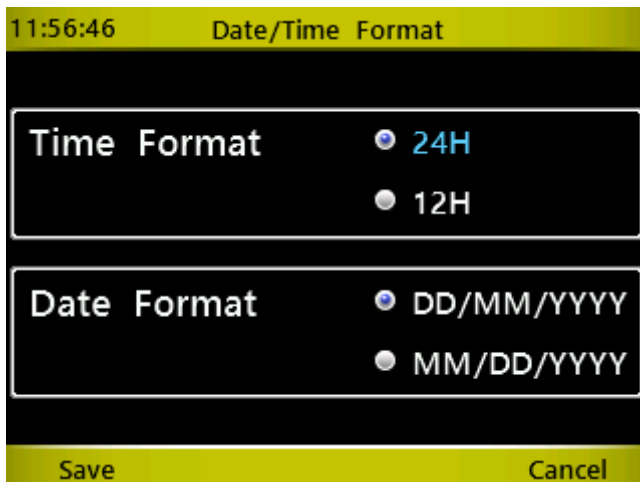 11:56:46 Date/Time Format
Time Format 24H
12H
Date Format DD/MM/YYYY
MM/DD/YYYY
Save Cancel